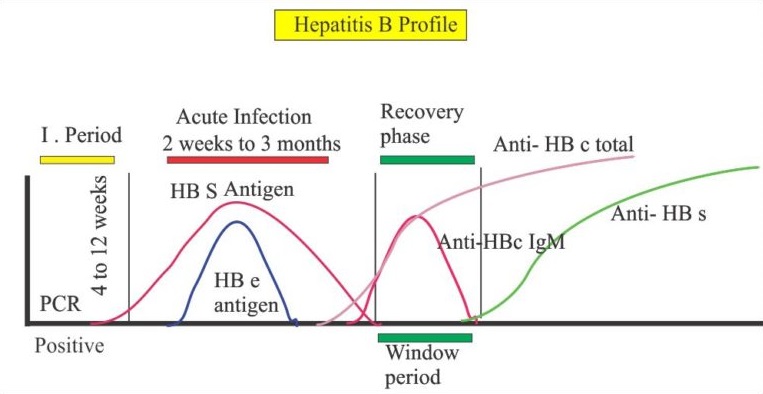 Hepatitis B Profile
I . Period
Acute Infection
2 weeks to 3 months
Recovery
phase
Anti- HB c total
4 to 12 weeks
HB S Antigen
Anti- HB s
Anti-HBc IgM
HB e
antigen
PCR
Positive
Window
period